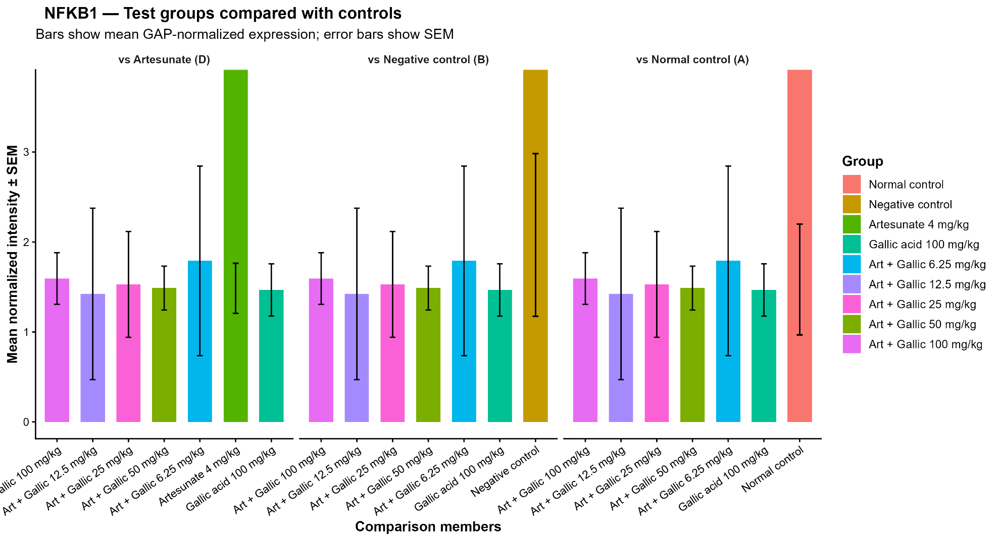 NFKB1 — Test groups compared with controls
Bars show mean GAP-normalized expression; error bars show SEM
vs Artesunate (D)
vs Negative control (B)
vs Normal control (A)
Mean normalized intensity ± SEM
3
2
1
0
allic 100 mg/kg
Art + Gallic 12.5 mg/kg
Art + Gallic 25 mg/kg
Art + Gallic 50 mg/kg
Art + Gallic 6.25 mg/kg
Artesunate 4 mg/kg
Gallic acid 100 mg/kg
Art + Gallic 100 mg/kg
Art + Gallic 12.5 mg/kg
Art + Gallic 25 mg/kg
Art + Gallic 50 mg/kg
Art + Gallic 6.25 mg/kg
Gallic acid 100 mg/kg
Negative control
Art + Gallic 100 mg/kg
Art + Gallic 12.5 mg/kg
Art + Gallic 25 mg/kg
Art + Gallic 50 mg/kg
Art + Gallic 6.25 mg/kg
Gallic acid 100 mg/kg
Normal control
Comparison members
Group
Normal control
Negative control
Artesunate 4 mg/kg
Gallic acid 100 mg/kg
Art + Gallic 6.25 mg/kg
Art + Gallic 12.5 mg/kg
Art + Gallic 25 mg/kg
Art + Gallic 50 mg/kg
Art + Gallic 100 mg/kg